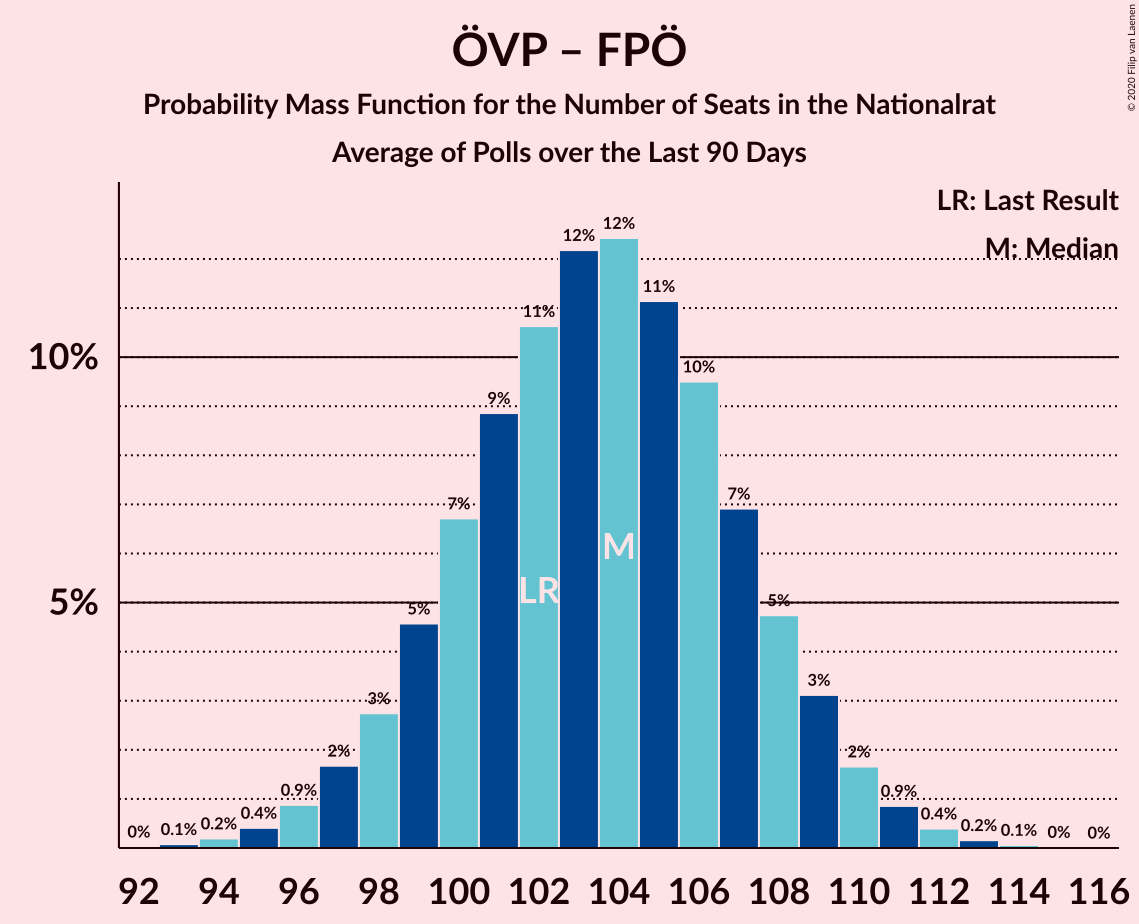 ÖVP – FPÖ
Probability Mass Function for the Number of Seats in the Nationalrat
Average of Polls over the Last 90 Days
© 2020 Filip van Laenen
LR: Last Result
M: Median
10%
5%
0% 0.1% 0.2% 0.4% 0.9% 2% 3% 5% 7% 9% 11% 12% 12% 11% 10% 7% 5% 3% 2% 0.9% 0.4% 0.2% 0.1% 0% 0%
LR M
92 94 96 98 100 102 104 106 108 110 112 114 116